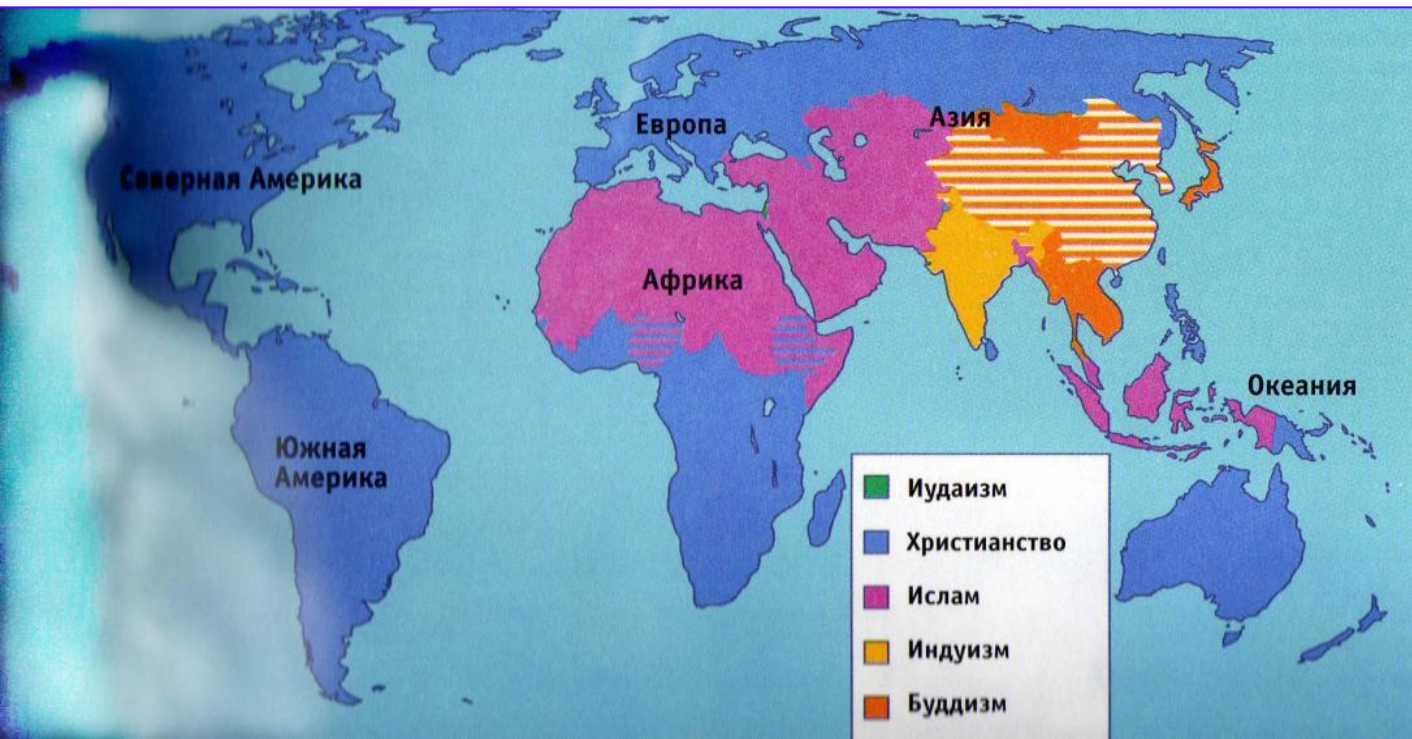 Европа
Азия
Северная Америка
Африка
Океания
Южная
Америка
Иудаизм
Христианство
Ислам
Индуизм
Буддизм